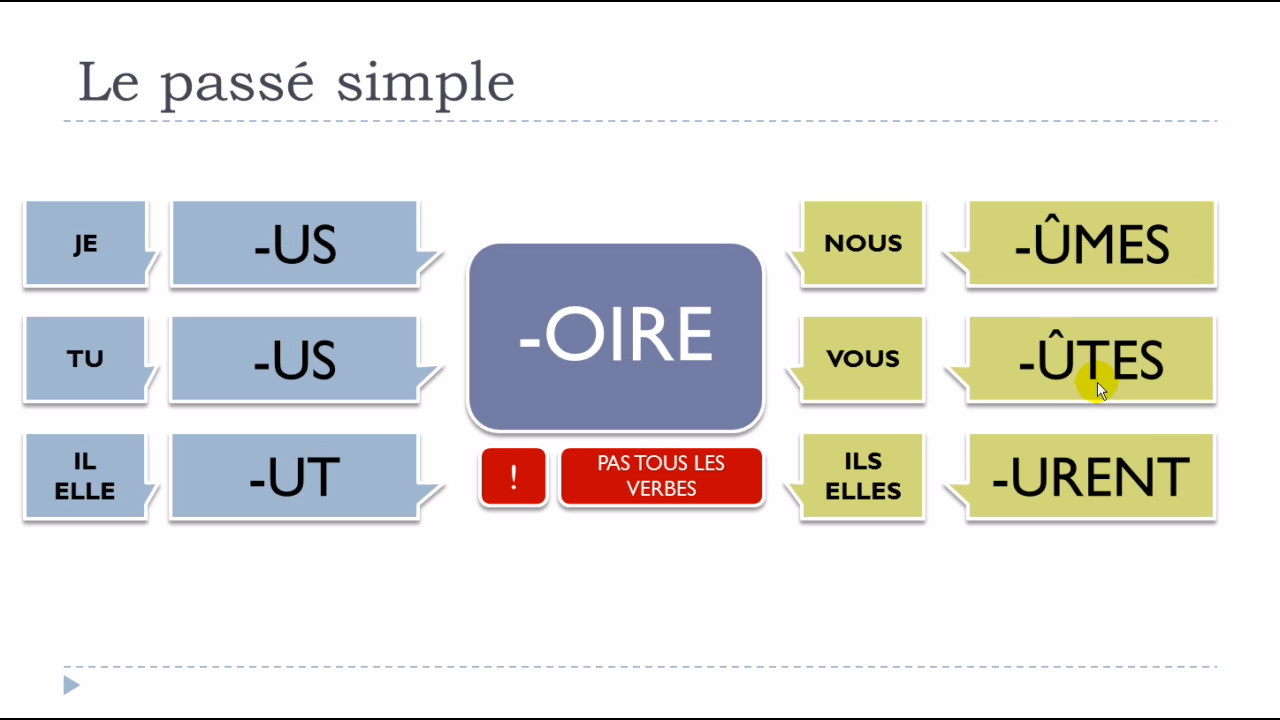 Le passé simple
JE
-US
TU
-US
IL
ELLE
-UT
-OIRE
!
PAS TOUS LES
VERBES
NOUS
-ÛMES
VOUS
-ÛTES
ILS
ELLES
-URENT